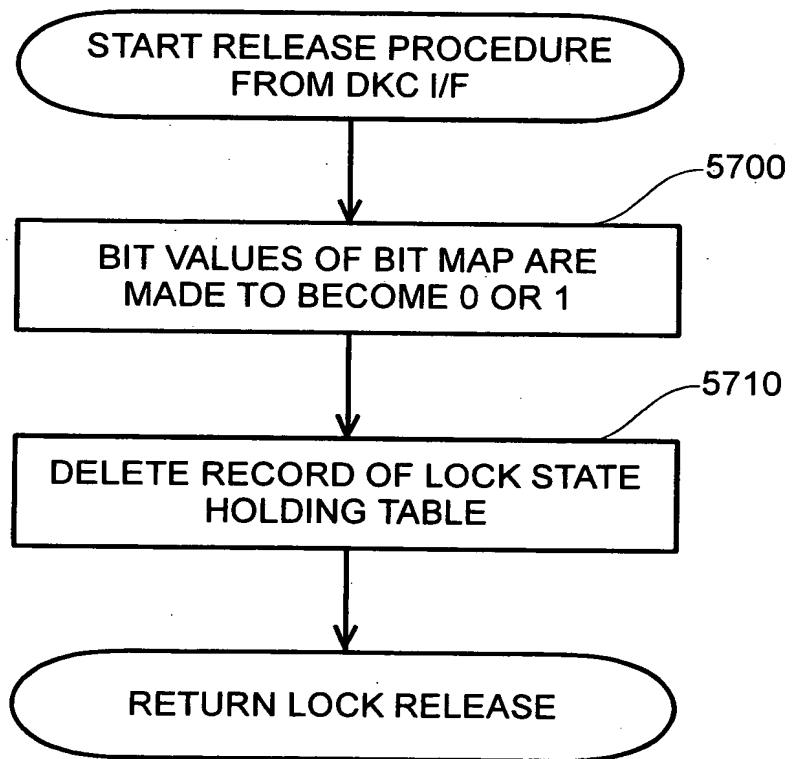 START RELEASE PROCEDURE
FROM DKC I/F
5700
BIT VALUES OF BIT MAP ARE
MADE TO BECOME 0 OR 1
5710
DELETE RECORD OF LOCK STATE
HOLDING TABLE
RETURN LOCK RELEASE